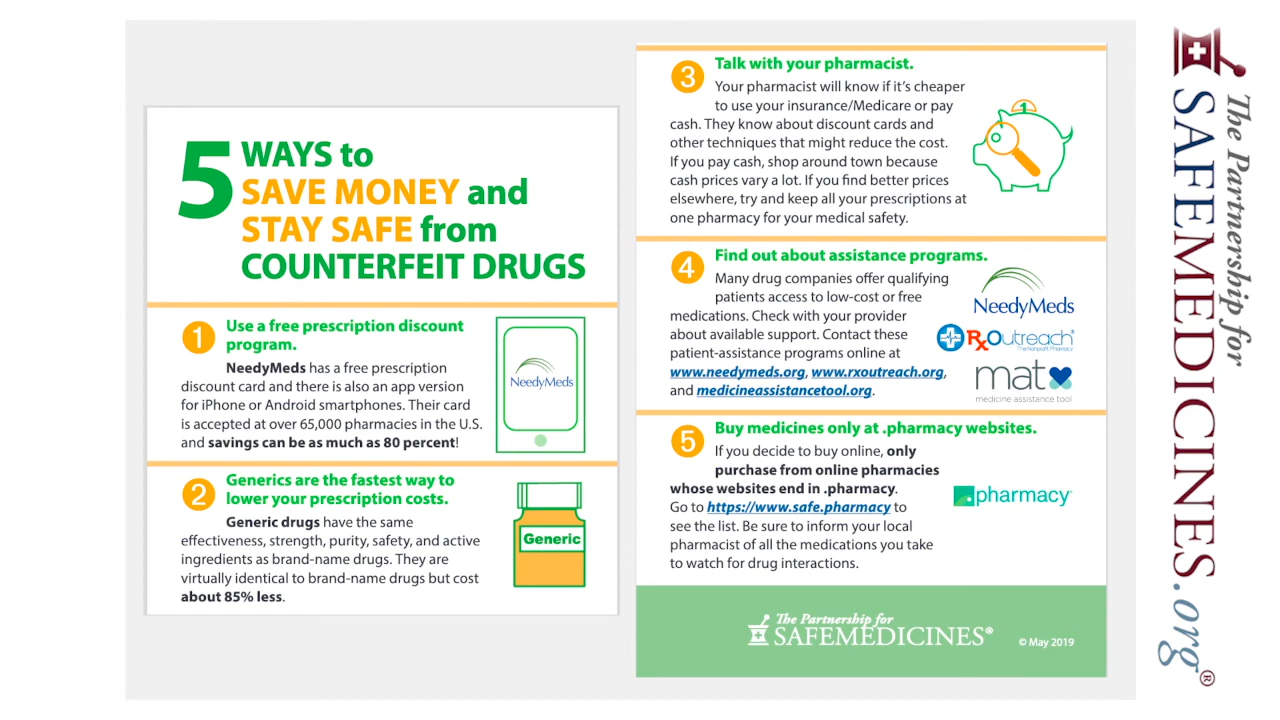 5 WAYS to
SAVE MONEY and
STAY SAFE from
COUNTERFEIT DRUGS
1 Use a free prescription discount
program.
NeedyMeds has a free prescription
discount card and there is also an app version
for iPhone or Android smartphones. Their card
is accepted at over 65,000 pharmacies in the U.S.
and savings can be as much as 80 percent!
NeedyMeds
2 Generics are the fastest way to
lower your prescription costs.
Generic drugs have the same
effectiveness, strength, purity, safety, and active
ingredients as brand-name drugs. They are
virtually identical to brand-name drugs but cost
about 85% less.
Generic
3 Talk with your pharmacist.
Your pharmacist will know if it's cheaper
to use your insurance/Medicare or pay
cash. They know about discount cards and
other techniques that might reduce the cost.
If you pay cash, shop around town because
cash prices vary a lot. If you find better prices
elsewhere, try and keep all your prescriptions at
one pharmacy for your medical safety.
1
4 Find out about assistance programs.
Many drug companies offer qualifying
patients access to low-cost or free
medications. Check with your provider
about available support. Contact these
patient-assistance programs online at
www.needymeds.org, www.rxoutreach.org,
and medicineassistancetool.org.
NeedyMeds
RxOutreach®
The Nonprofit Pharmacy
mat
medicine assistance tool
5 Buy medicines only at .pharmacy websites.
If you decide to buy online, only
purchase from online pharmacies
whose websites end in .pharmacy.
Go to https://www.safe.pharmacy to
see the list. Be sure to inform your local
pharmacist of all the medications you take
to watch for drug interactions.
.pharmacy
The Partnership for
SAFEMEDICINES®
© May 2019
The Partnership for
SAFEMEDICINES.org®